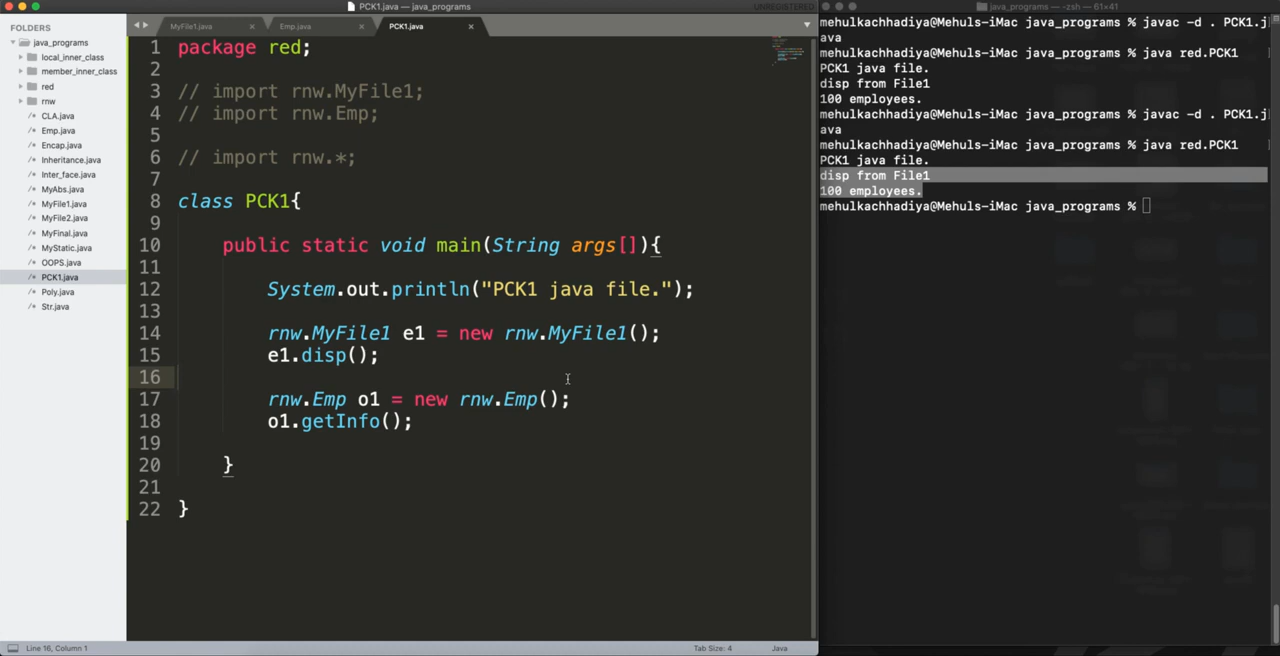 PCK1.java — java_programs
UNREGISTERED
java_programs — -zsh — 61×41
FOLDERS
java_programs
local_inner_class
member_inner_class
red
rnw
CLA.java
Emp.java
Encap.java
Inheritance.java
Inter_face.java
MyAbs.java
MyFile1.java
MyFile2.java
MyFinal.java
MyStatic.java
OOPS.java
PCK1.java
Poly.java
Str.java
MyFile1.java
Emp.java
PCK1.java
1 package red;
2
3 // import rnw.MyFile1;
4 // import rnw.Emp;
5
6 // import rnw.*;
7
8 class PCK1{
9
10 public static void main(String args[]){
11
12 System.out.println("PCK1 java file.");
13
14 rnw.MyFile1 e1 = new rnw.MyFile1();
15 e1.disp();
16
17 rnw.Emp o1 = new rnw.Emp();
18 o1.getInfo();
19
20 }
21
22 }
Line 16, Column 1
Tab Size: 4
Java
mehulkachhadiya@Mehuls-iMac java_programs % javac -d . PCK1.j
ava
mehulkachhadiya@Mehuls-iMac java_programs % java red.PCK1
PCK1 java file.
disp from File1
100 employees.
mehulkachhadiya@Mehuls-iMac java_programs % javac -d . PCK1.j
ava
mehulkachhadiya@Mehuls-iMac java_programs % java red.PCK1
PCK1 java file.
disp from File1
100 employees.
mehulkachhadiya@Mehuls-iMac java_programs %